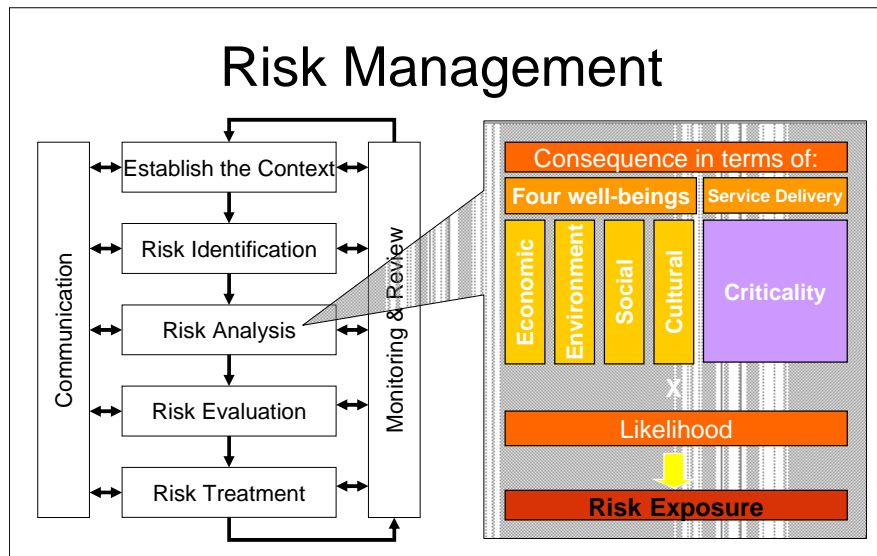 Risk Management
Communication
Establish the Context
Risk Identification
Risk Analysis
Risk Evaluation
Risk Treatment
Monitoring & Review
Consequence in terms of:
Four well-beings
Service Delivery
Economic
Environment
Social
Cultural
Criticality
X
Likelihood
Risk Exposure